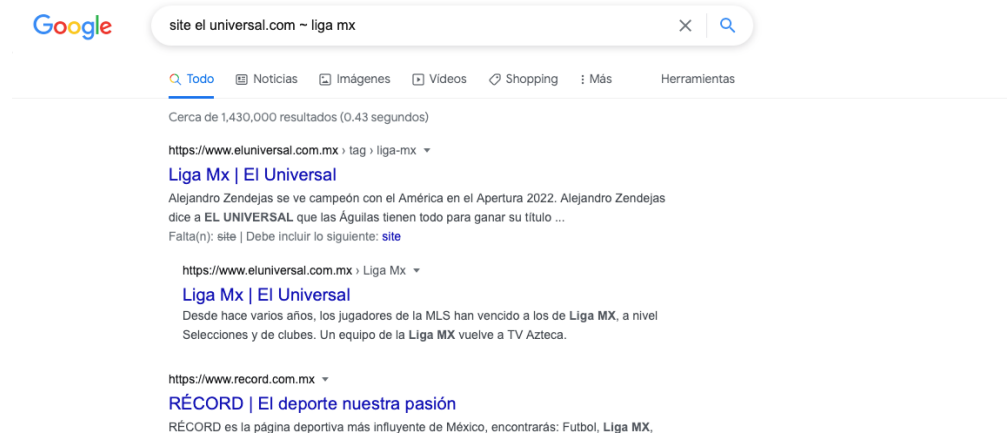 Google
site el universal.com ~ liga mx
Todo Noticias Imágenes Vídeos Shopping Más Herramientas
Cerca de 1,430,000 resultados (0.43 segundos)
https://www.eluniversal.com.mx › tag › liga-mx
Liga Mx | El Universal
Alejandro Zendejas se ve campeón con el América en el Apertura 2022. Alejandro Zendejas
dice a EL UNIVERSAL que las Águilas tienen todo para ganar su título ...
Falta(n): site | Debe incluir lo siguiente: site
https://www.eluniversal.com.mx › Liga Mx
Liga Mx | El Universal
Desde hace varios años, los jugadores de la MLS han vencido a los de Liga MX, a nivel
Selecciones y de clubes. Un equipo de la Liga MX vuelve a TV Azteca.
https://www.record.com.mx
RÉCORD | El deporte nuestra pasión
RÉCORD es la página deportiva más influyente de México, encontrarás: Futbol, Liga MX,